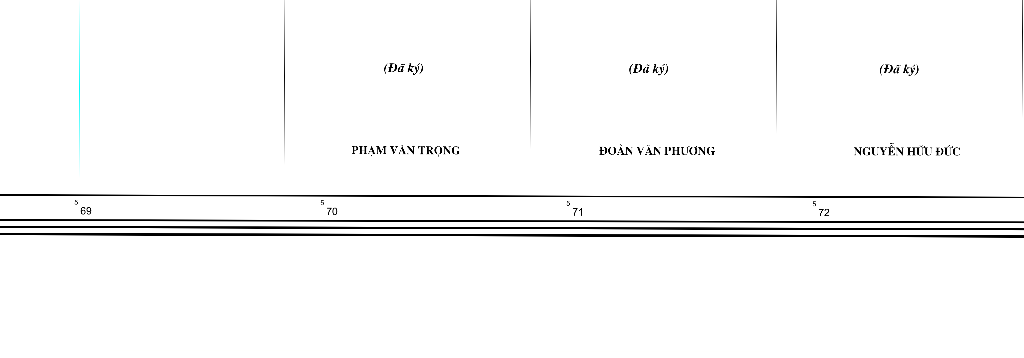 (Đã ký) (Đã ký) (Đã ký)
PHẠM VĂN TRỌNG ĐOÀN VĂN PHƯƠNG NGUYỄN HỮU ĐỨC
5 69 5 70 5 71 5 72